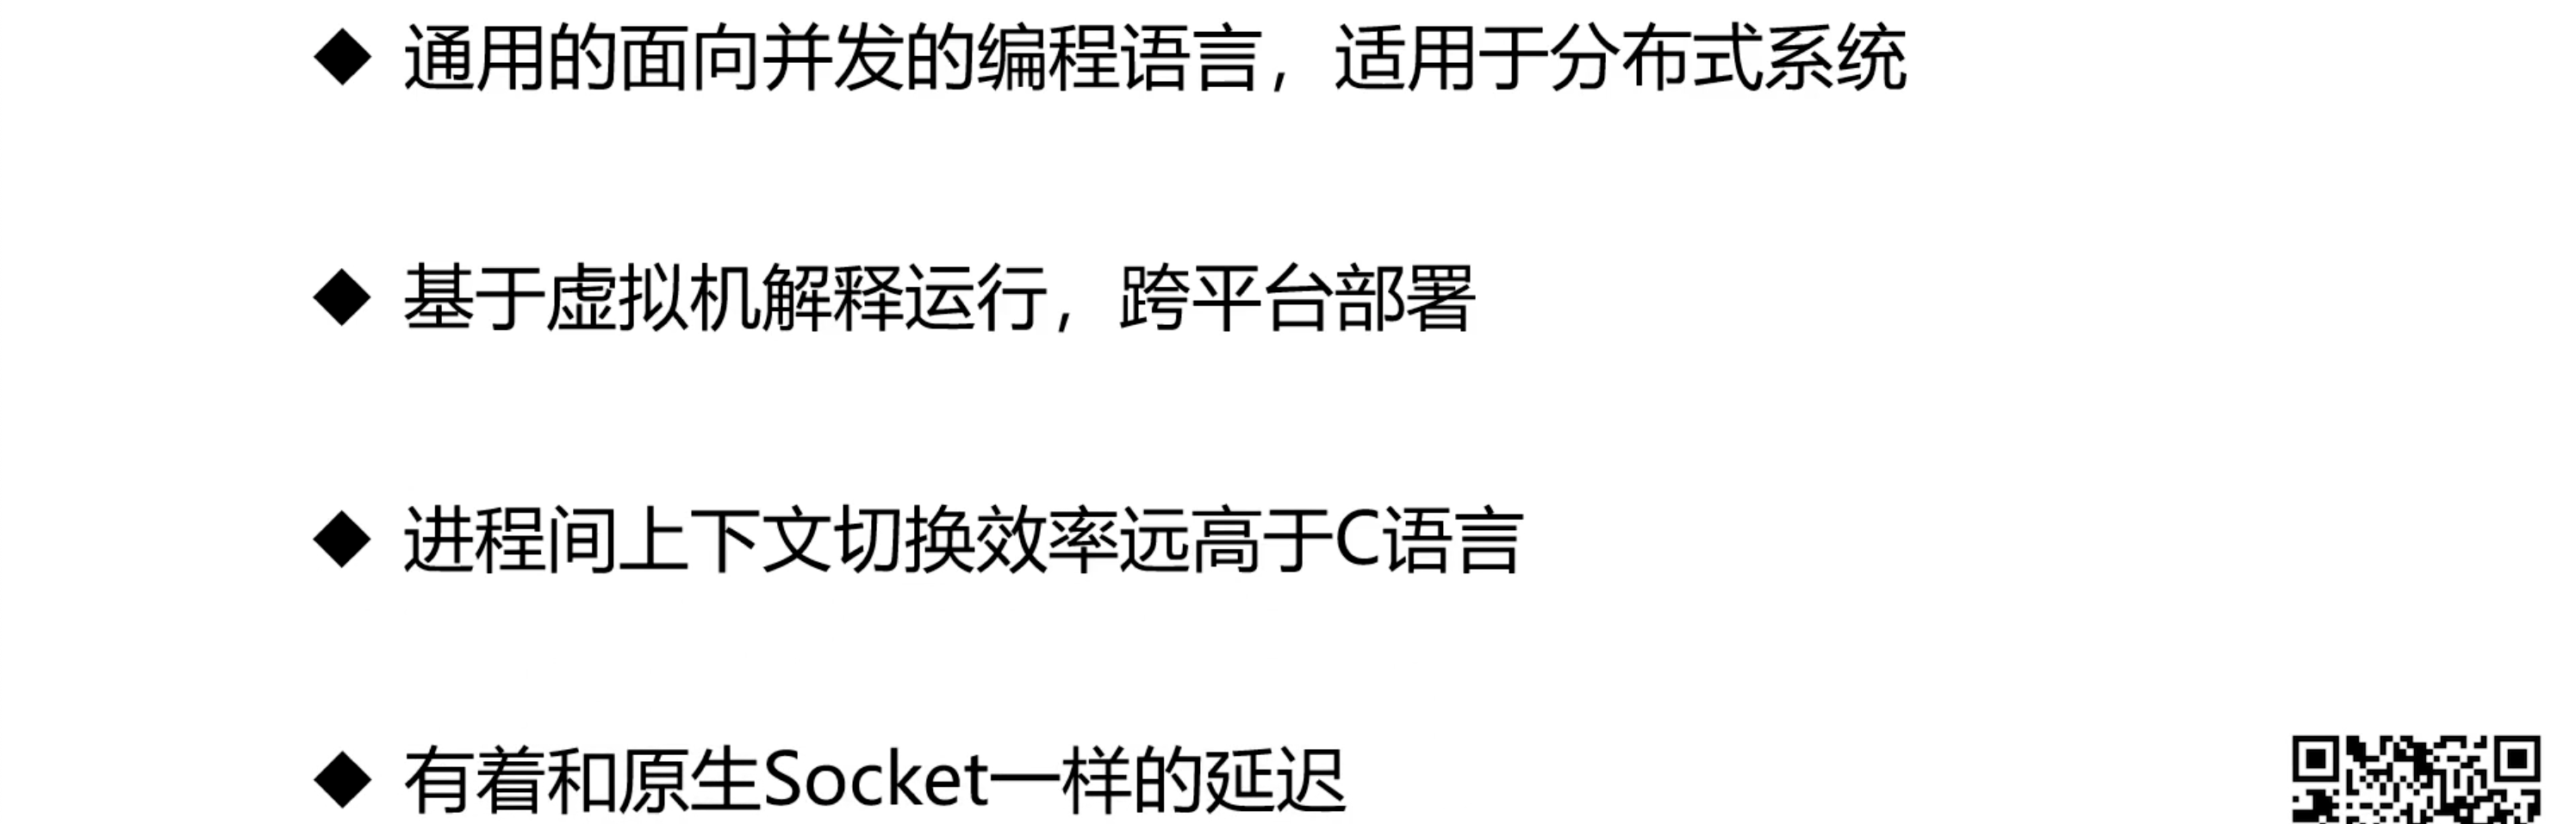 ◆ 通用的面向并发的编程语言，适用于分布式系统
◆ 基于虚拟机解释运行，跨平台部署
◆ 进程间上下文切换效率远高于C语言
◆ 有着和原生Socket一样的延迟